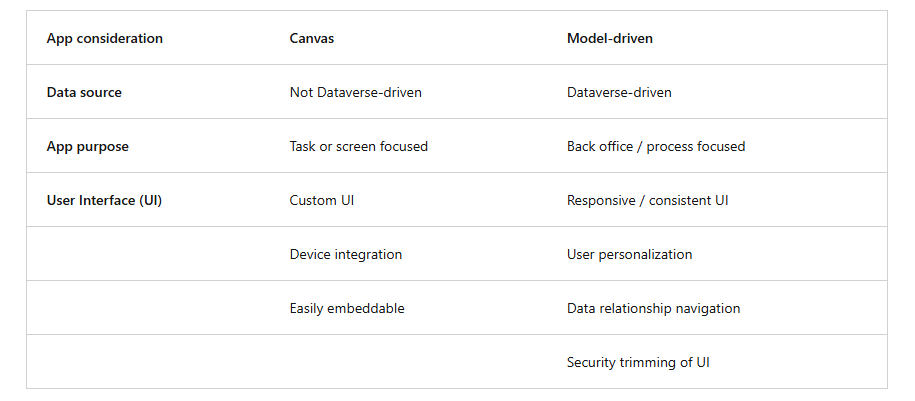 App consideration Canvas Model-driven
Data source Not Dataverse-driven Dataverse-driven
App purpose Task or screen focused Back office / process focused
User Interface (UI) Custom UI Responsive / consistent UI
Device integration User personalization
Easily embeddable Data relationship navigation
Security trimming of UI